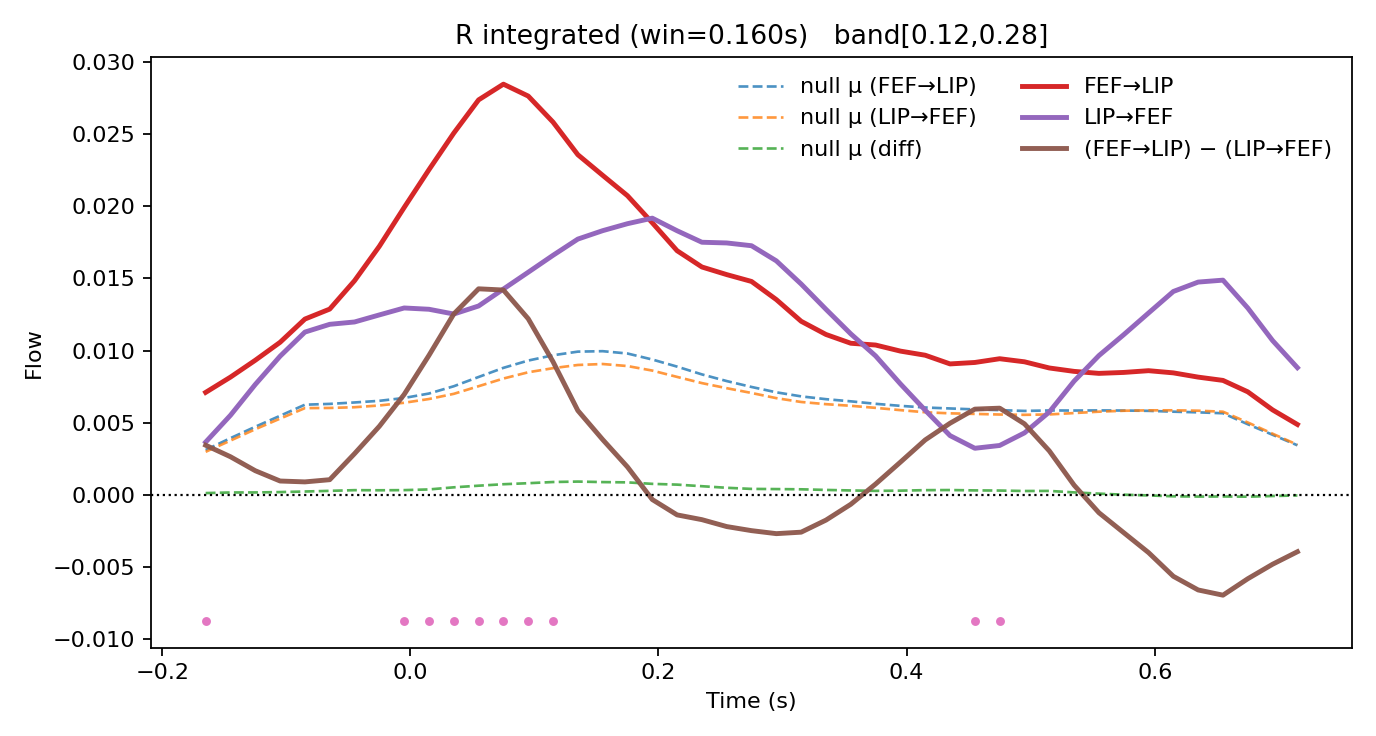 R integrated (win=0.160s)   band[0.12,0.28]
0.030
0.025
0.020
0.015
0.010
0.005
0.000
−0.005
−0.010
Flow
null μ (FEF→LIP)
null μ (LIP→FEF)
null μ (diff)
FEF→LIP
LIP→FEF
(FEF→LIP) − (LIP→FEF)
−0.2
0.0
0.2
0.4
0.6
Time (s)